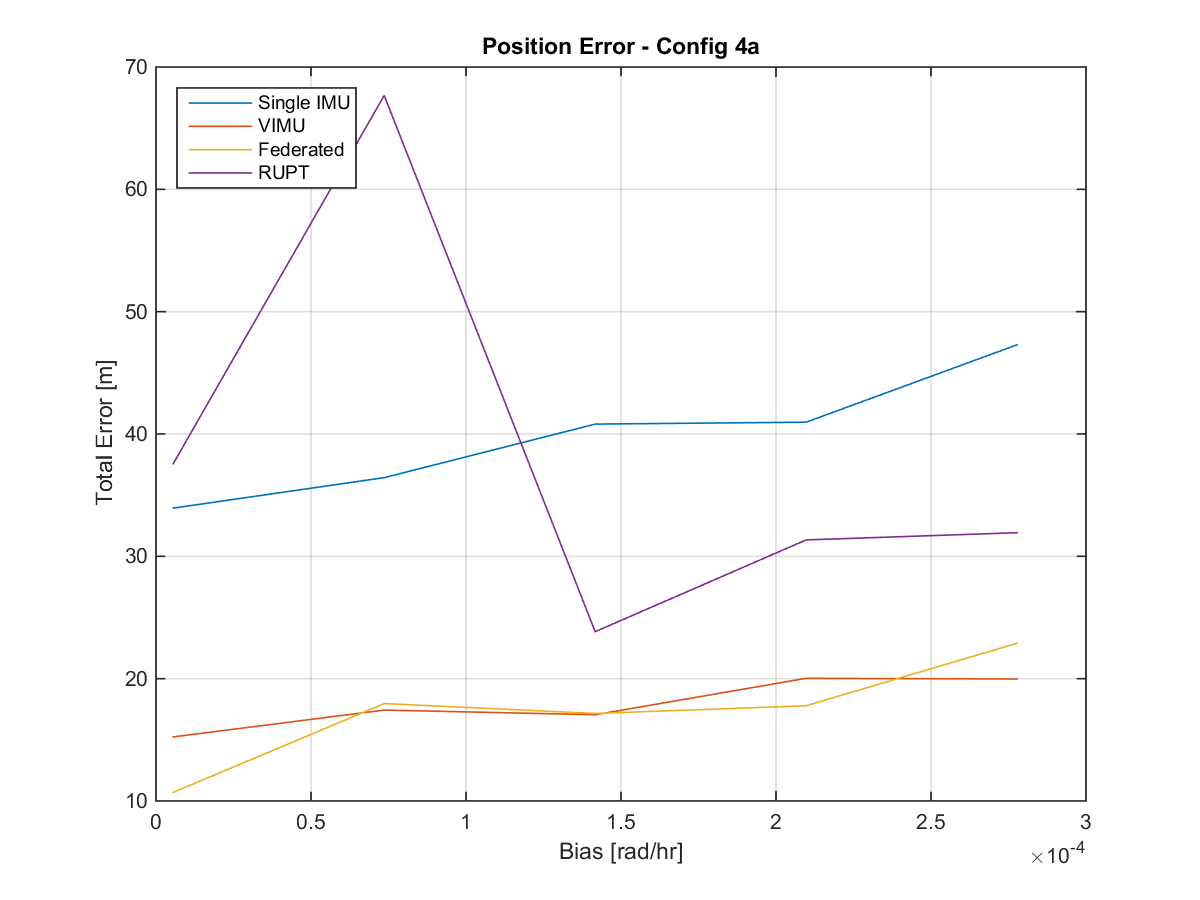 Position Error - Config 4a
70
60
50
40
30
20
10
Total Error [m]
Single IMU
VIMU
Federated
RUPT
0 0.5 1 1.5 2 2.5 3
Bias [rad/hr]
×10-4